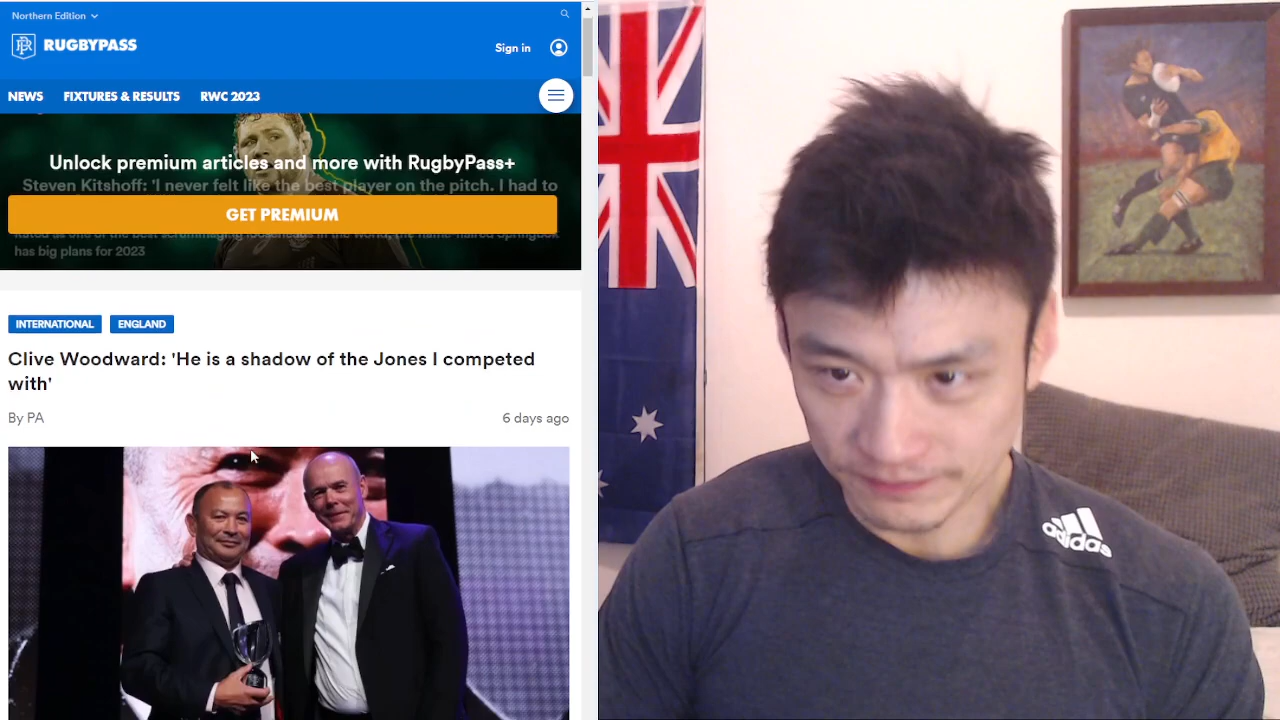 Northern Edition
RUGBYPASS
Sign in
NEWS
FIXTURES & RESULTS
RWC 2023
Unlock premium articles and more with RugbyPass+
Steven Kitshoff: 'I never felt like the best player on the pitch. I had to
GET PREMIUM
has big plans for 2023
INTERNATIONAL
ENGLAND
Clive Woodward: 'He is a shadow of the Jones I competed
with'
By PA
6 days ago
adidas